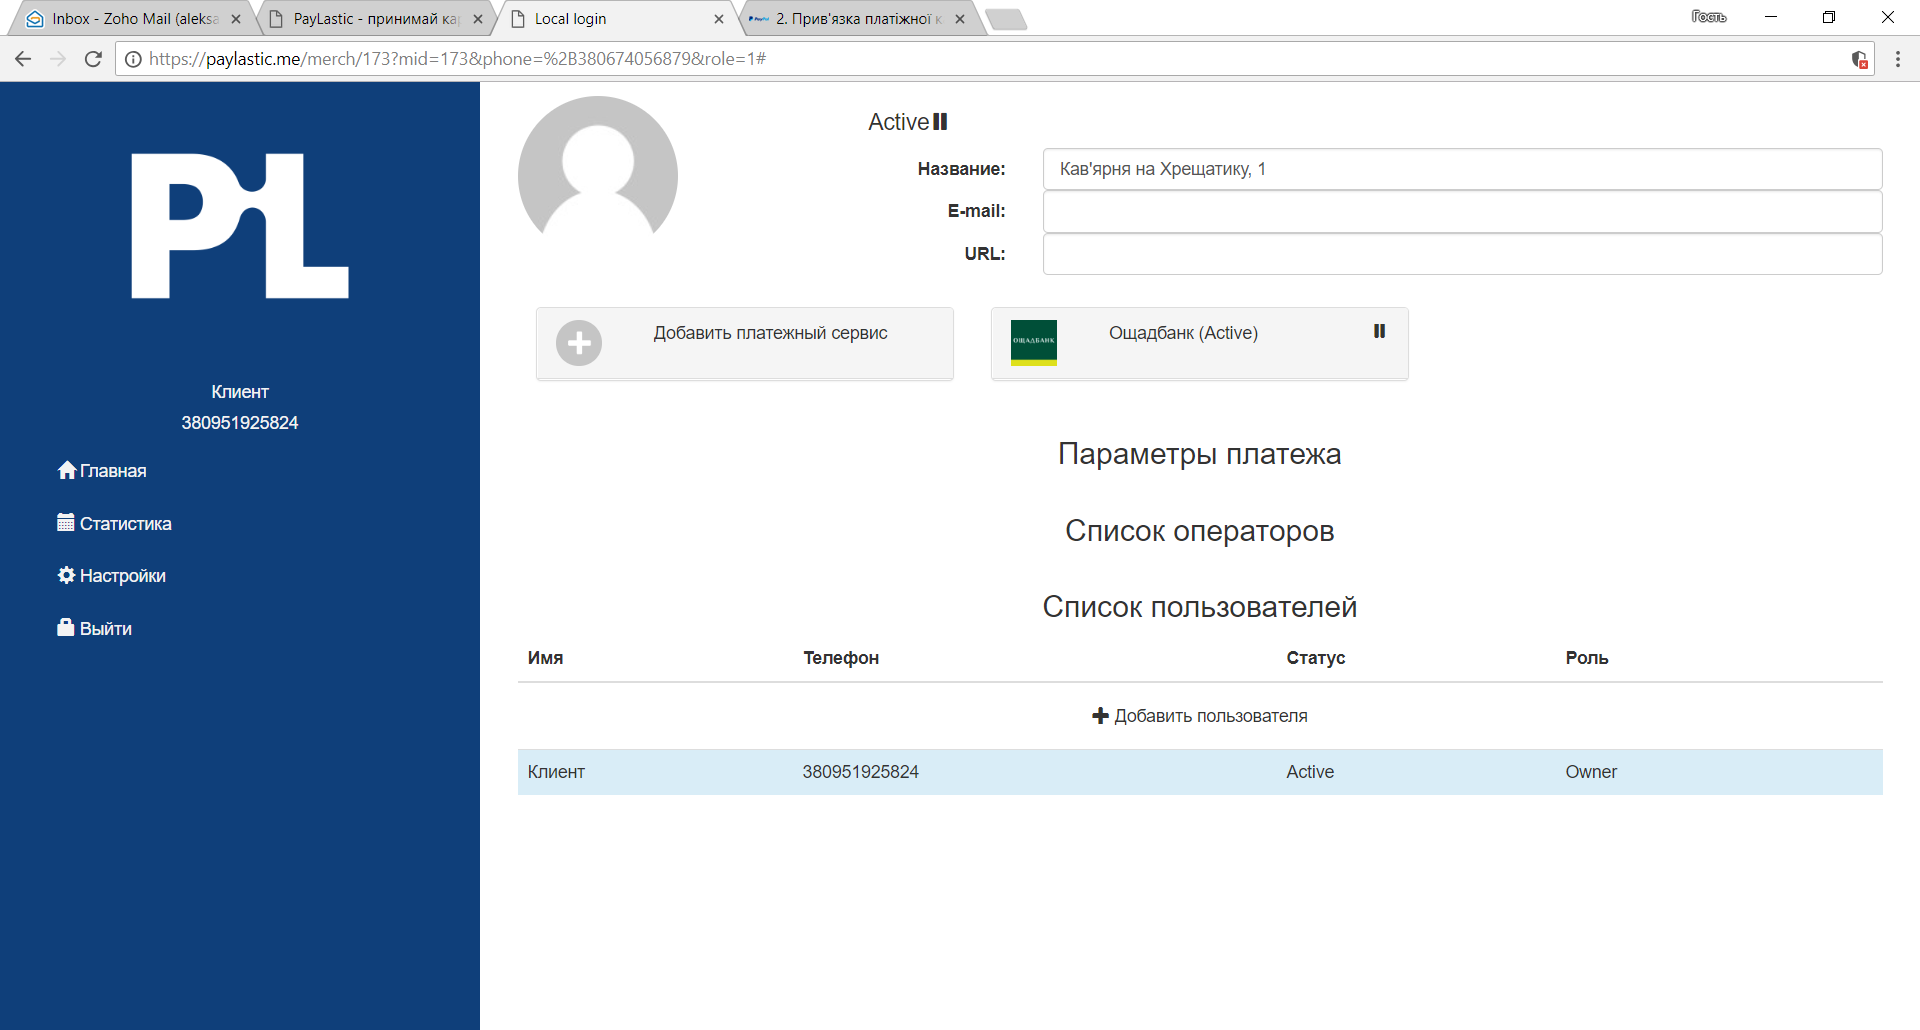 Inbox - Zoho Mail (aleksa
PayLastic - принимай ка
Local login
PayPal 2. Прив'язка платіжної к
Гость
https://paylastic.me/merch/173?mid=173&phone=%2B380674056879&role=1#
PL
Active
Название: Кав'ярня на Хрещатику, 1
E-mail:
URL:
Добавить платежный сервис
ОЩАДБАНК
Ощадбанк (Active)
Клиент
380951925824
Главная
Статистика
Настройки
Выйти
Параметры платежа
Список операторов
Список пользователей
Имя Телефон Статус Роль
Добавить пользователя
Клиент 380951925824 Active Owner